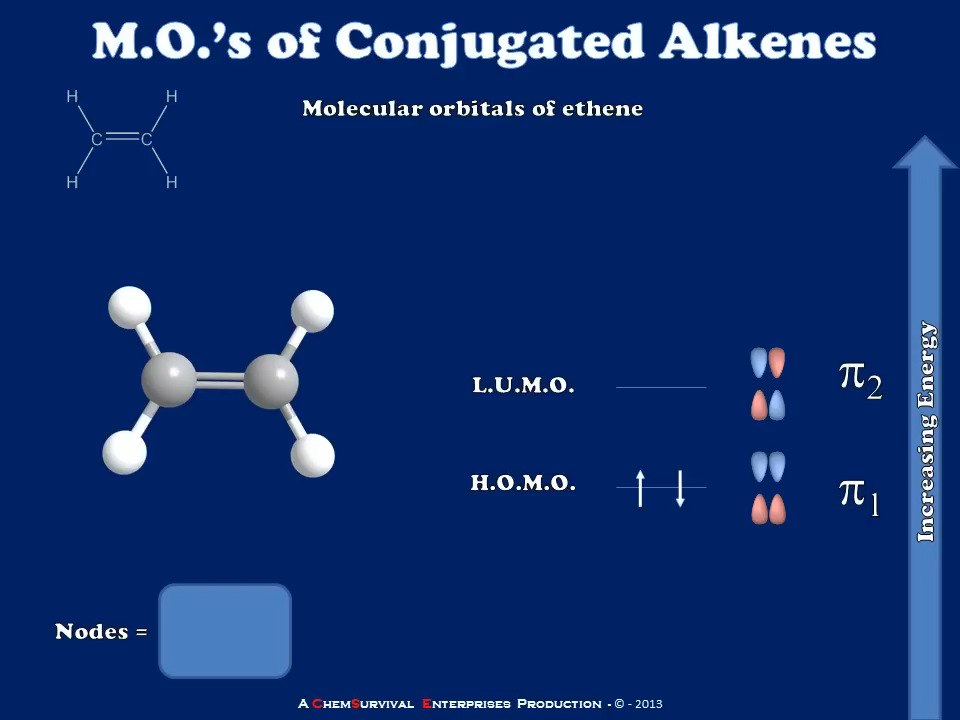 M.O.'s of Conjugated Alkenes
Molecular orbitals of ethene
H H
C C
H H
L.U.M.O.
π2
H.O.M.O.
π1
Increasing Energy
Nodes =
A ChemSurvival Enterprises Production - © - 2013